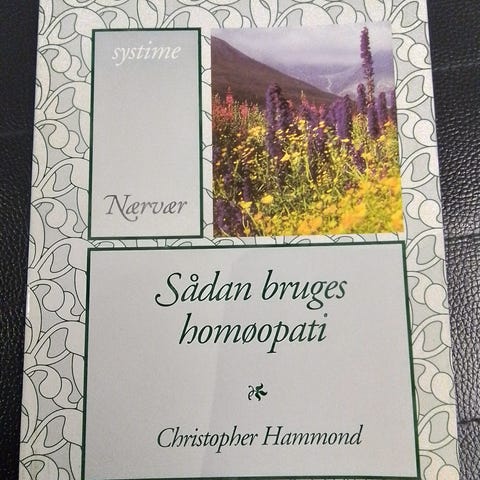 systime
Nærvær
Sådan bruges
homøopati
Christopher Hammond